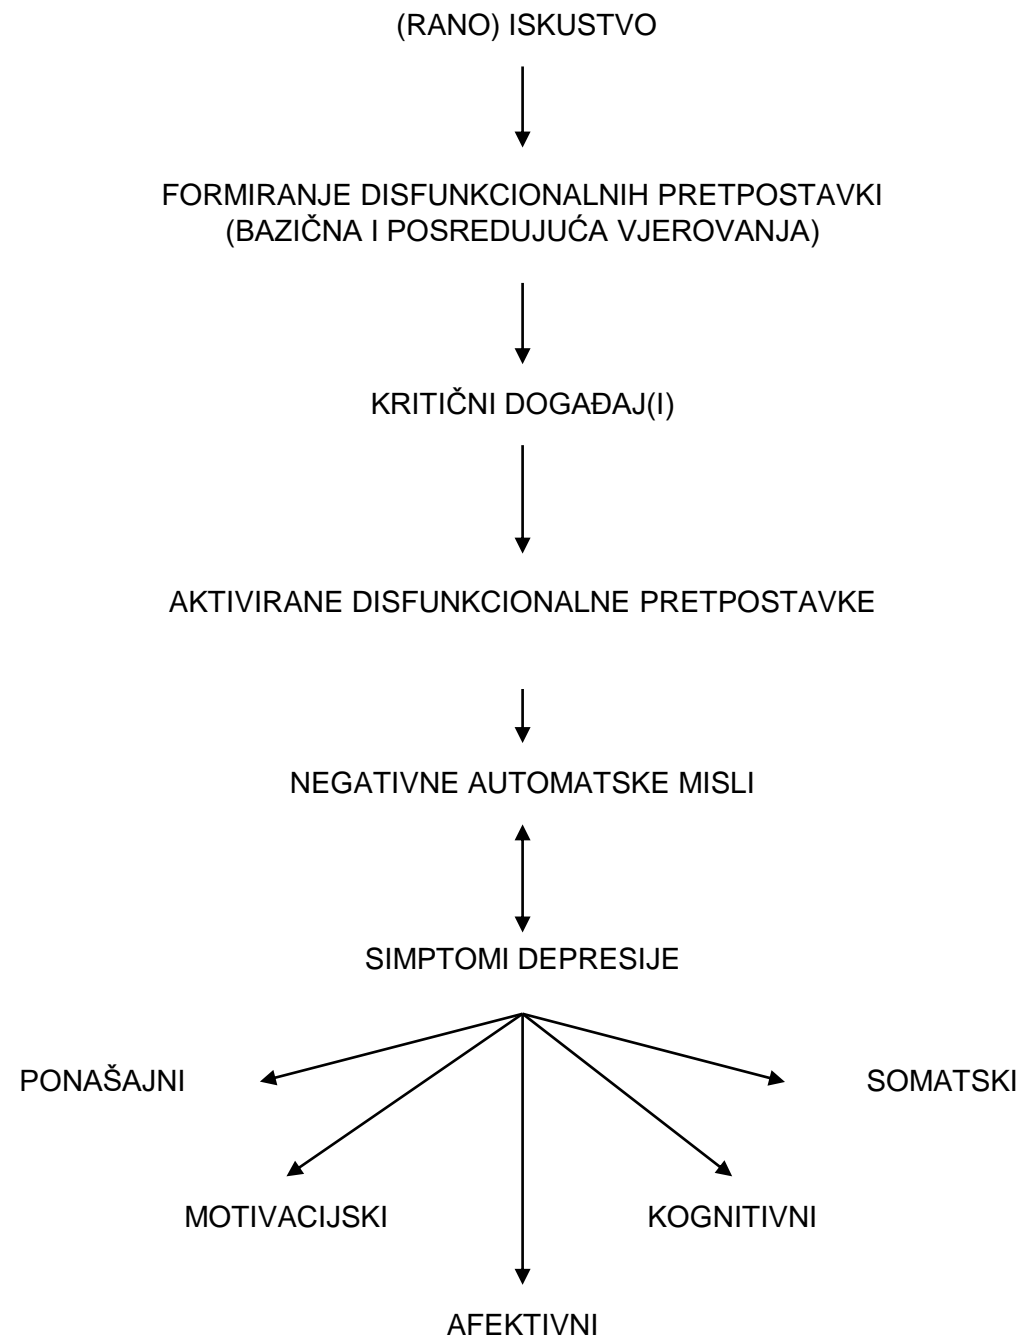 (RANO) ISKUSTVO
FORMIRANJE DISFUNKCIONALNIH PRETPOSTAVKI
(BAZIČNA I POSREDUJUĆA VJEROVANJA)
KRITIČNI DOGAĐAJ(I)
AKTIVIRANE DISFUNKCIONALNE PRETPOSTAVKE
NEGATIVNE AUTOMATSKE MISLI
SIMPTOMI DEPRESIJE
PONAŠAJNI
SOMATSKI
MOTIVACIJSKI
KOGNITIVNI
AFEKTIVNI